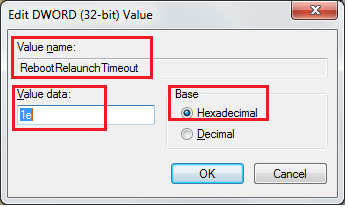 Edit DWORD (32-bit) Value
Value name:
RebootRelaunchTimeout
Value data:
1e
Base
Hexadecimal
Decimal
OK
Cancel